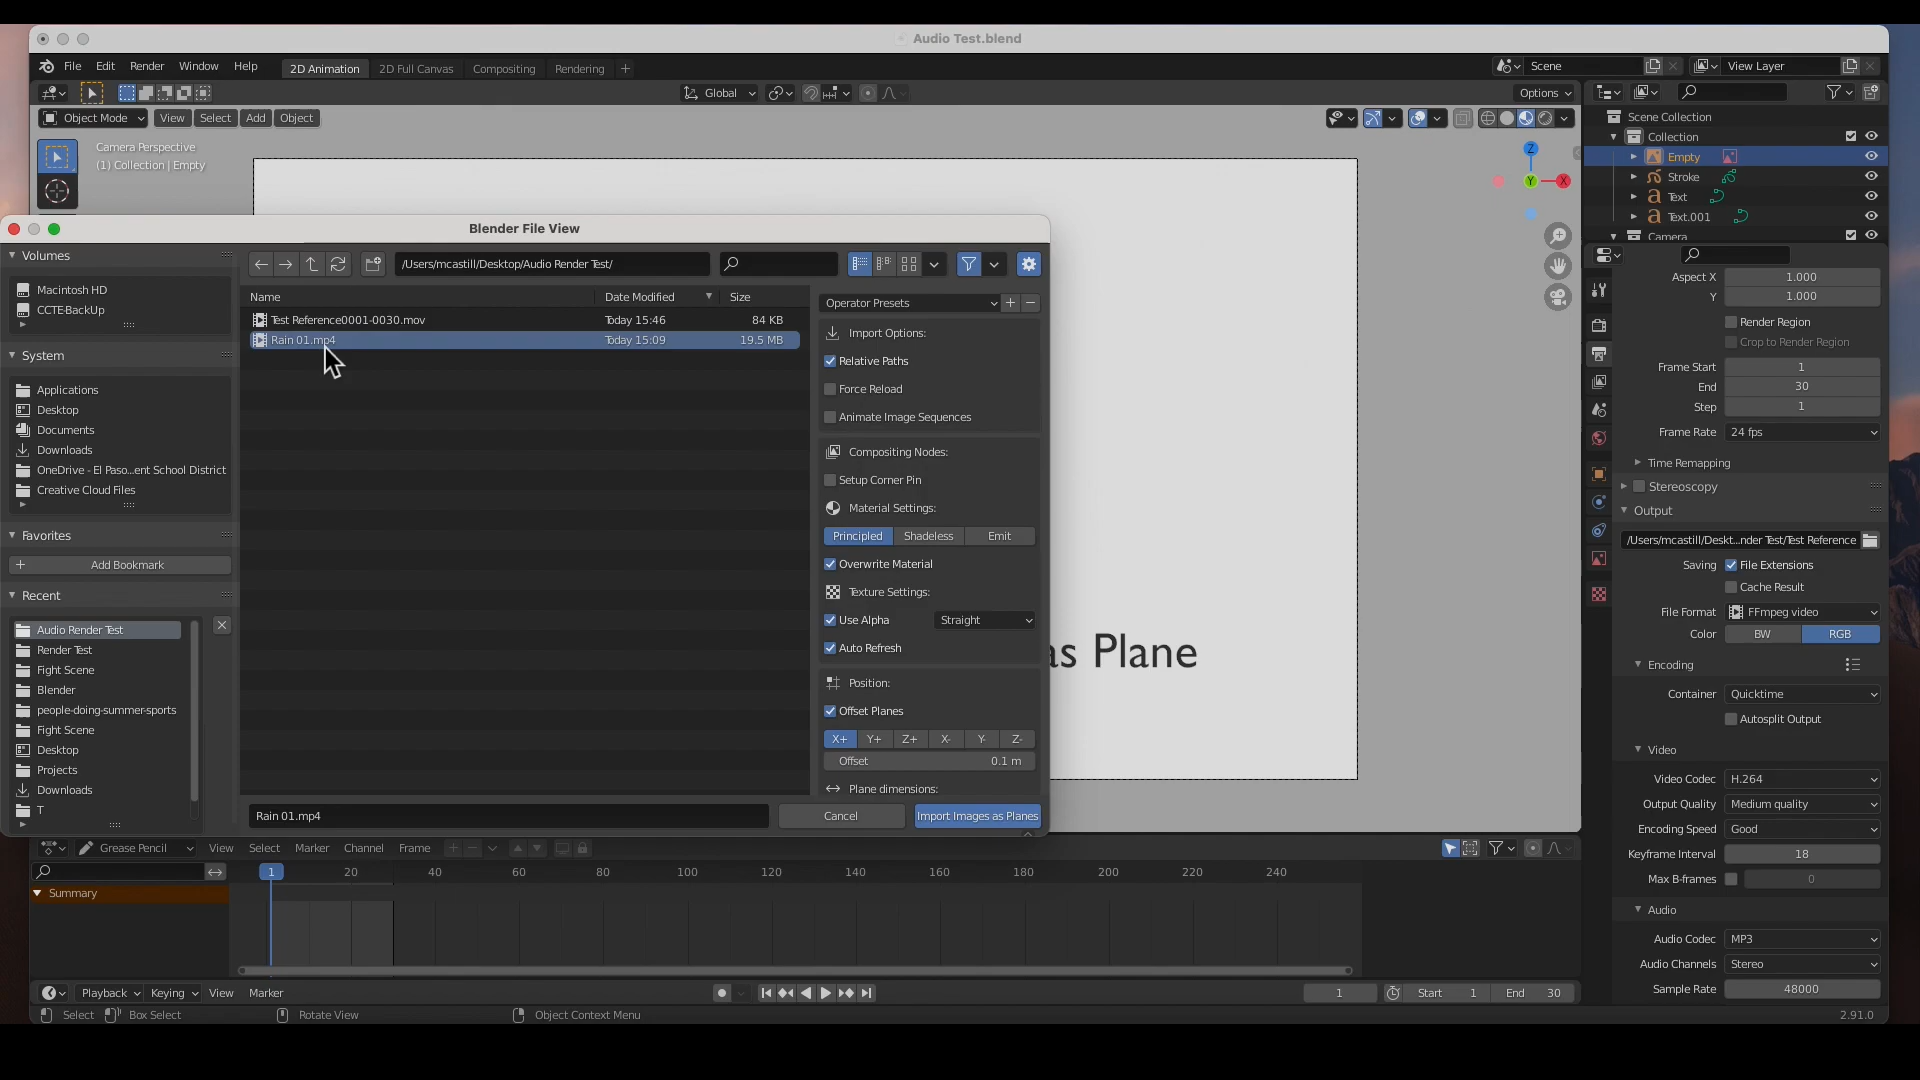 Audio Test.blend
File Edit Render Window Help 2D Animation 2D Full Canvas Compositing Rendering + Scene View Layer
Global Options
Object Mode View Select Add Object
Camera Perspective
(1) Collection | Empty
Z
Y X
Scene Collection
Collection
Empty
Stroke
Text
Text.001
Camera
Blender File View
Volumes
Macintosh HD
CCTE-BackUp
System
Applications
Desktop
Documents
Downloads
OneDrive - El Paso...ent School District
Creative Cloud Files
Favorites
Add Bookmark
Recent
Audio Render Test
Render Test
Fight Scene
Blender
people-doing-summer-sports
Fight Scene
Desktop
Projects
Downloads
T
/Users/mcastill/Desktop/Audio Render Test/
Name Date Modified Size
Test Reference0001-0030.mov Today 15:46 84 KB
Rain 01.mp4 Today 15:09 19.5 MB
Operator Presets
Import Options:
Relative Paths
Force Reload
Animate Image Sequences
Compositing Nodes:
Setup Corner Pin
Material Settings:
Principled Shadeless Emit
Overwrite Material
Texture Settings:
Use Alpha Straight
Auto Refresh
Position:
Offset Planes
X+ Y+ Z+ X- Y- Z-
Offset 0.1 m
Plane dimensions:
Rain 01.mp4 Cancel Import Images as Planes
as Plane
Aspect X 1.000
Y 1.000
Render Region
Crop to Render Region
Frame Start 1
End 30
Step 1
Frame Rate 24 fps
Time Remapping
Stereoscopy
Output
/Users/mcastill/Deskt...nder Test/Test Reference
Saving File Extensions
Cache Result
File Format FFmpeg video
Color BW RGB
Encoding
Container Quicktime
Autosplit Output
Video
Video Codec H.264
Output Quality Medium quality
Encoding Speed Good
Keyframe Interval 18
Max B-frames 0
Audio
Audio Codec MP3
Audio Channels Stereo
Sample Rate 48000
Grease Pencil View Select Marker Channel Frame
1 20 40 60 80 100 120 140 160 180 200 220 240
Summary
Playback Keying View Marker 1 Start 1 End 30
Select Box Select Rotate View Object Context Menu 2.91.0